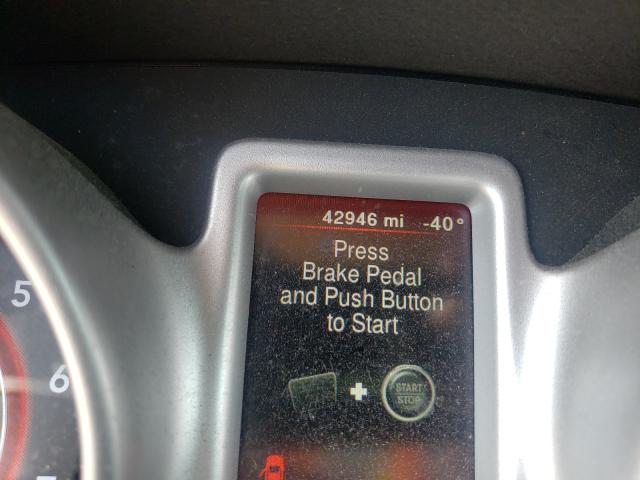 42946 mi -40°
Press
Brake Pedal
and Push Button
to Start
START
STOP
5
6